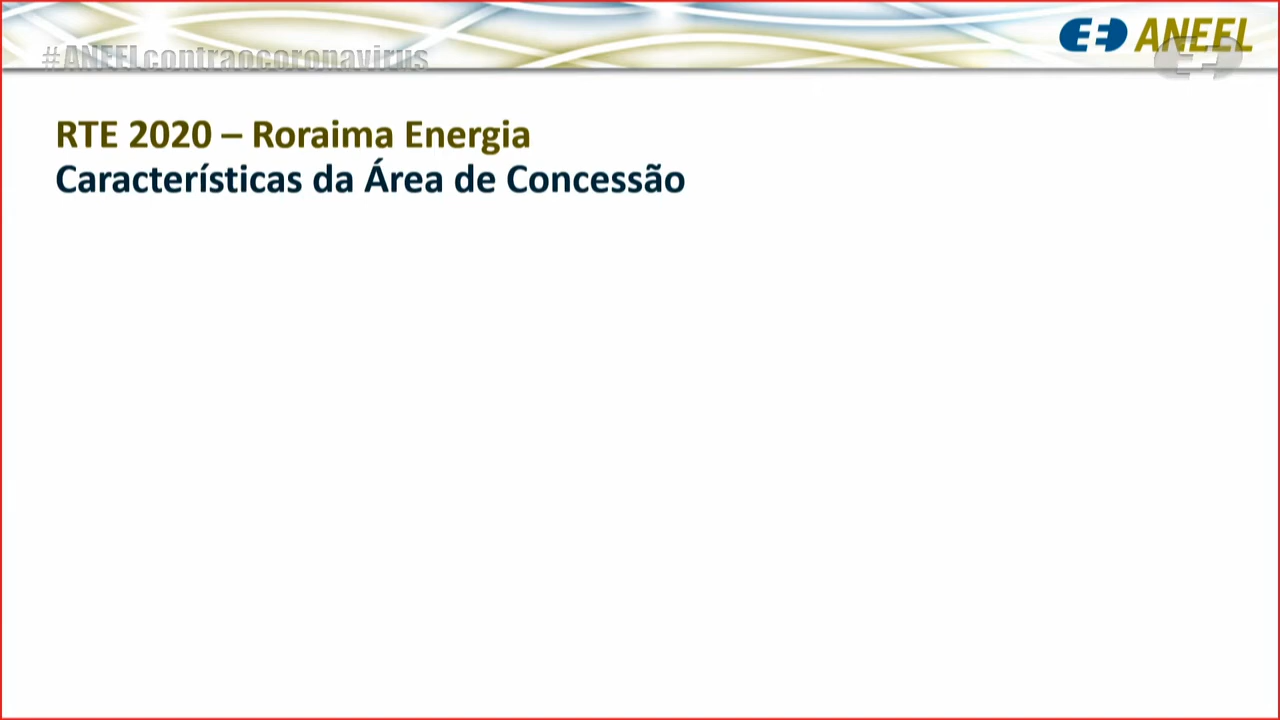 #ANEELcontraocoronavirus
ANEEL
RTE 2020 – Roraima Energia
Características da Área de Concessão